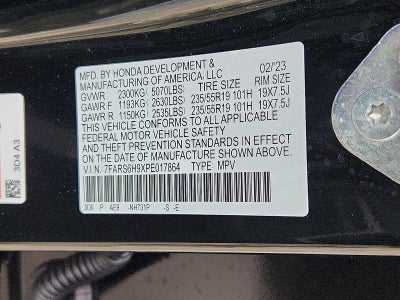 MFD. BY HONDA DEVELOPMENT & 02/23
MANUFACTURING OF AMERICA, LLC
GVWR 2300KG( 5070LBS) TIRE SIZE RIM SIZE
GAWR F 1193KG( 2630LBS) 235/55R19 101H 19X7.5J
GAWR R 1150KG( 2535LBS) 235/55R19 101H 19X7.5J
THIS VEHICLE CONFORMS TO ALL APPLICABLE
FEDERAL MOTOR VEHICLE SAFETY
AND THEFT PREVENTION STANDARDS IN EFFECT ON
THE DATE OF MANUFACTURE SHOWN ABOVE.
V.I.N. 7FARS6H9XPE017864 TYPE MPV
3D0 P AE9 -NH731P -S -E
3D4 A3